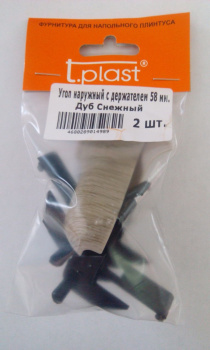 ФУРНИТУРА ДЛЯ НАПОЛЬНОГО ПЛИНТУСА
t.plast
Угол наружный с держателем 58 мм.
Дуб Снежный
2 шт.